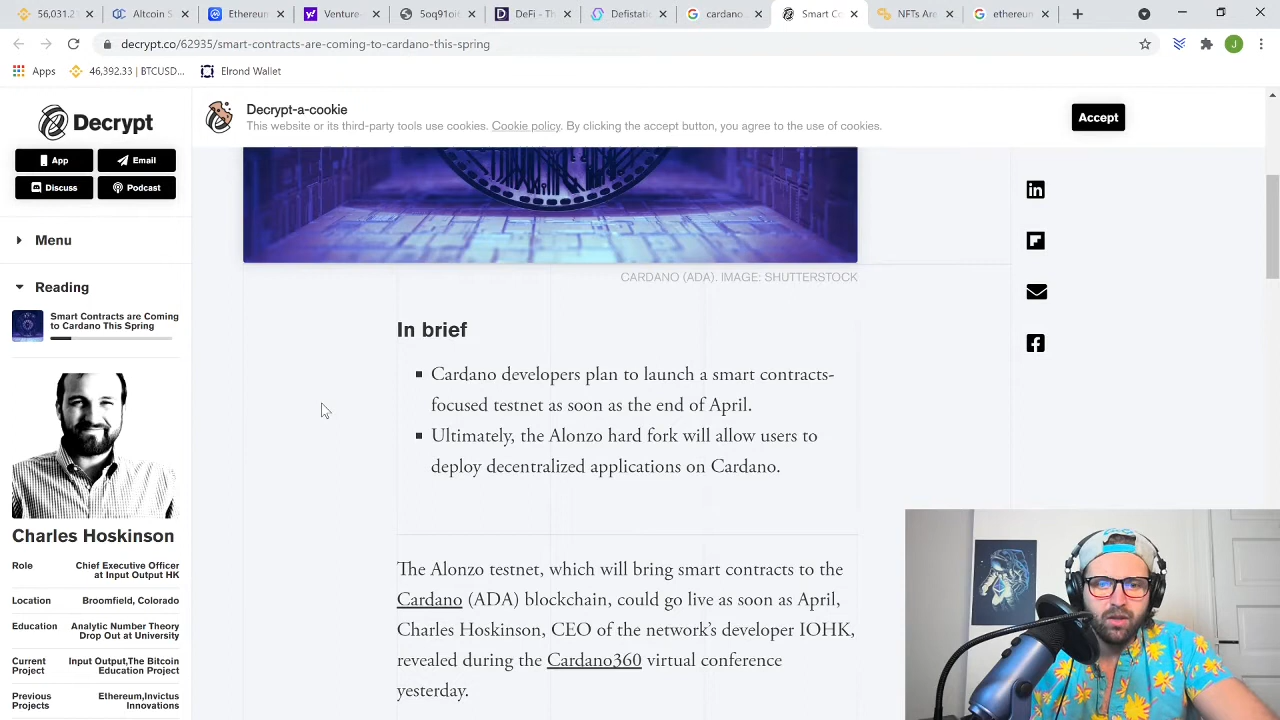 56,031.2
Altcoin S
Ethereum
Venture-
5oq91ois
DeFi - Th
Defistatic
cardano
Smart Co
NFTs Are
ethereum
decrypt.co/62935/smart-contracts-are-coming-to-cardano-this-spring
J
Apps
46,392.33 | BTCUSD...
Elrond Wallet
Decrypt
App
Email
Discuss
Podcast
Menu
Reading
Smart Contracts are Coming
to Cardano This Spring
Charles Hoskinson
Role
Chief Executive Officer
at Input Output HK
Location
Broomfield, Colorado
Education
Analytic Number Theory
Drop Out at University
Current
Project
Input Output,The Bitcoin
Education Project
Previous
Projects
Ethereum,Invictus
Innovations
Decrypt-a-cookie
This website or its third-party tools use cookies. Cookie policy. By clicking the accept button, you agree to the use of cookies.
Accept
CARDANO (ADA). IMAGE: SHUTTERSTOCK
In brief
Cardano developers plan to launch a smart contracts-
focused testnet as soon as the end of April.
Ultimately, the Alonzo hard fork will allow users to
deploy decentralized applications on Cardano.
The Alonzo testnet, which will bring smart contracts to the
Cardano (ADA) blockchain, could go live as soon as April,
Charles Hoskinson, CEO of the network's developer IOHK,
revealed during the Cardano360 virtual conference
yesterday.